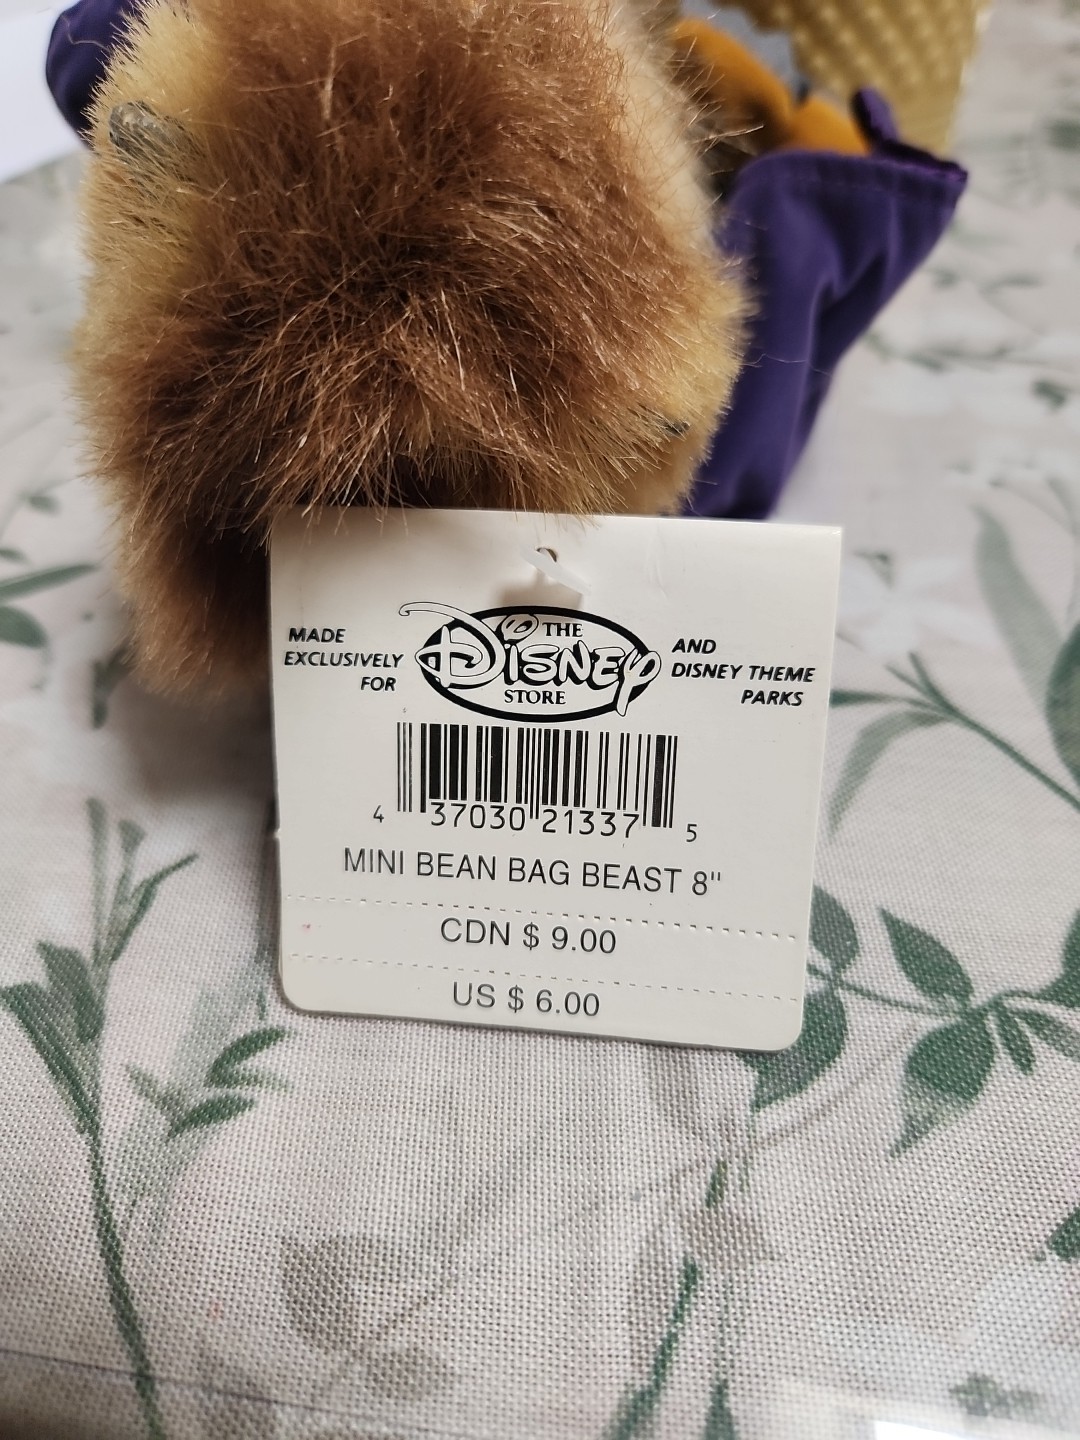 MADE EXCLUSIVELY FOR
THE
DISNEY
STORE
AND DISNEY THEME PARKS
4 37030 21337 5
MINI BEAN BAG BEAST 8"
CDN $ 9.00
US $ 6.00